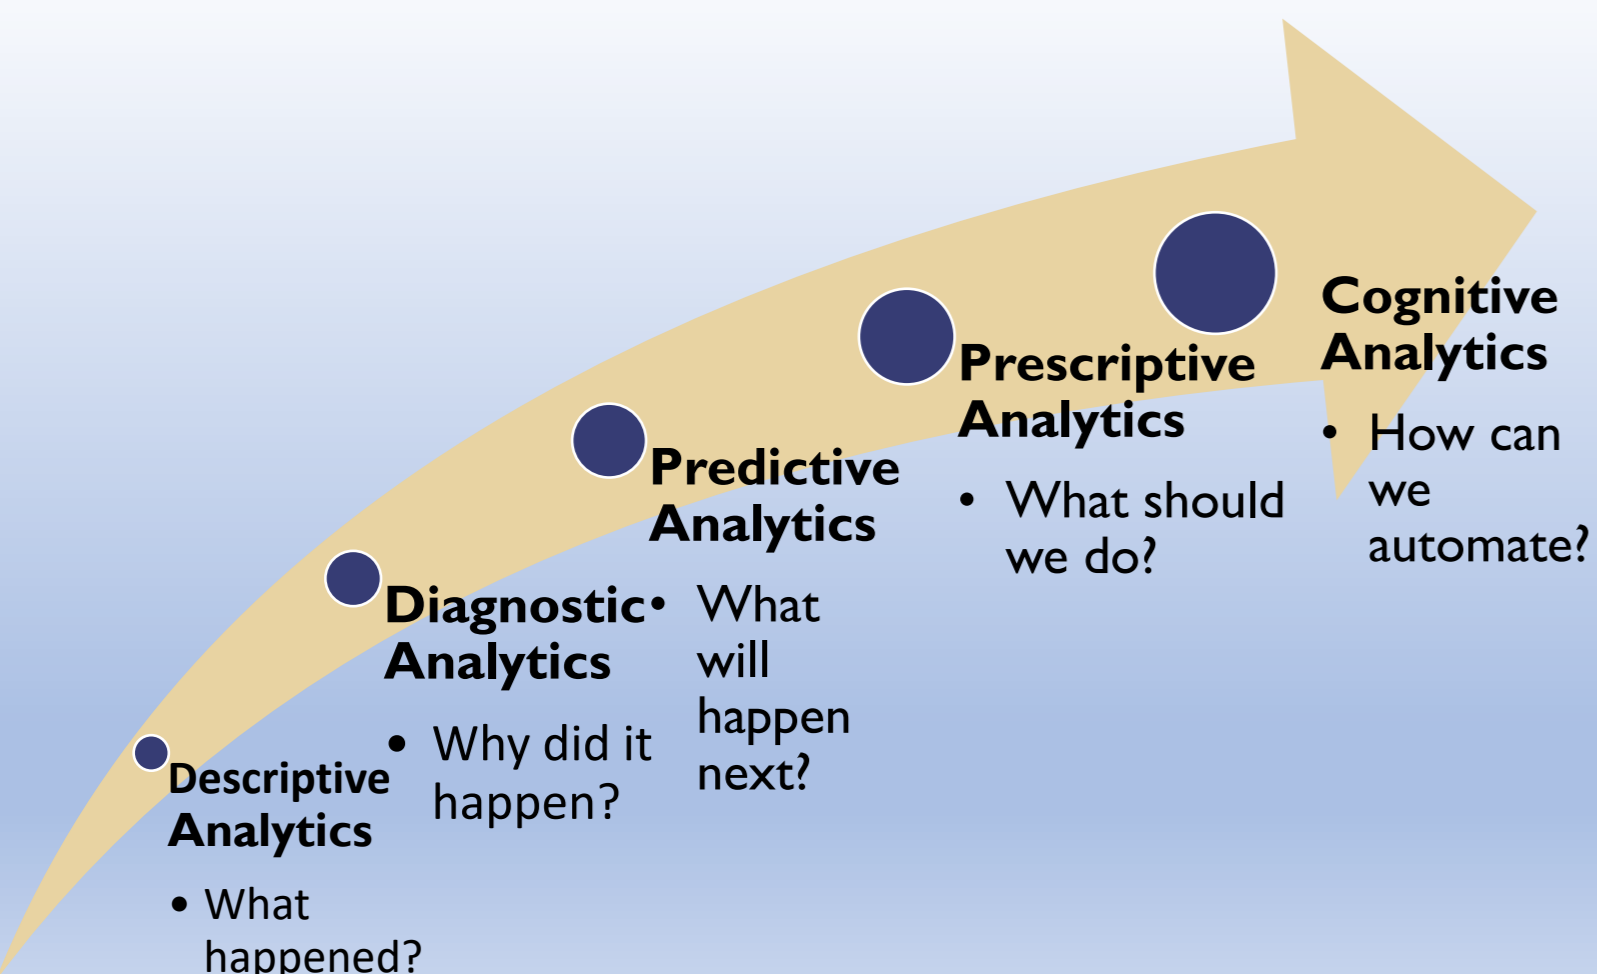 Descriptive
Analytics
• What
happened?
Diagnostic
Analytics
• Why did it
happen?
Predictive
Analytics
• What
will
happen
next?
Prescriptive
Analytics
• What should
we do?
Cognitive
Analytics
• How can
we
automate?